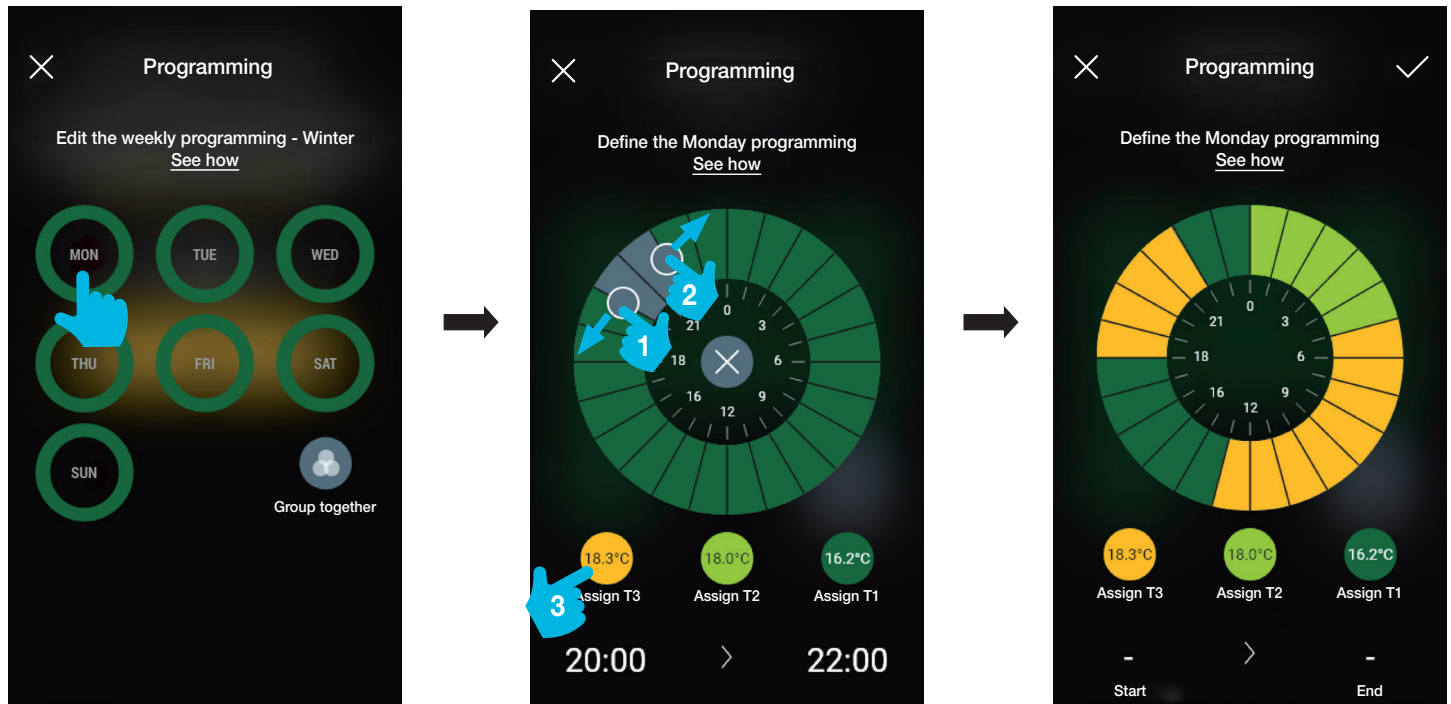 Programming
Edit the weekly programming - Winter
See how
MON
TUE
WED
THU
FRI
SAT
SUN
Group together
Programming
Define the Monday programming
See how
2
1
0
3
6
9
12
16
18
21
18.3°C
18.0°C
16.2°C
3
Assign T3
Assign T2
Assign T1
20:00
22:00
Programming
Define the Monday programming
See how
0
3
6
9
12
16
18
21
18.3°C
18.0°C
16.2°C
Assign T3
Assign T2
Assign T1
-
-
Start
End